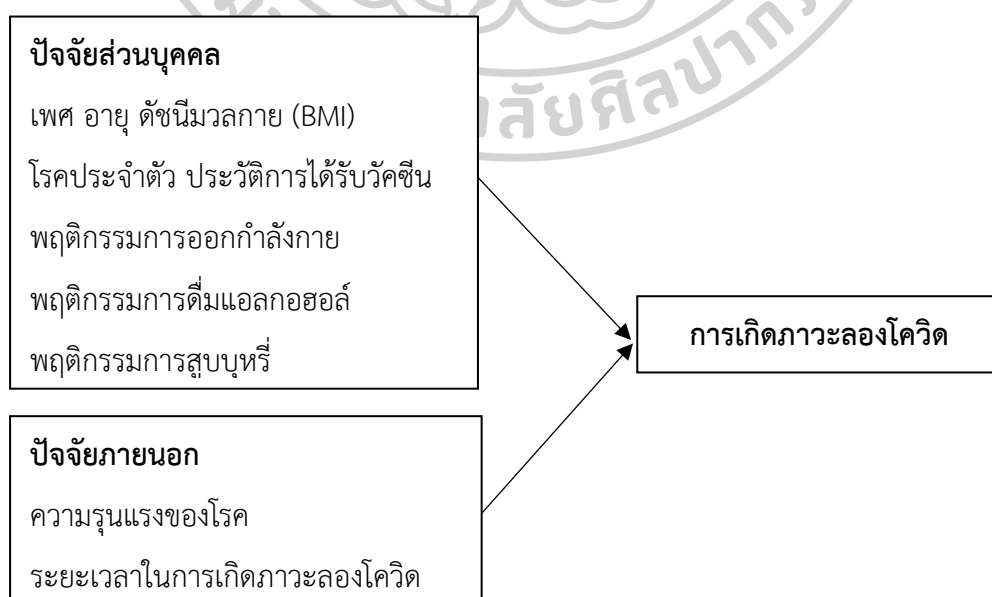 ปัจจัยส่วนบุคคล
เพศ อายุ ดัชนีมวลกาย (BMI)
โรคประจำตัว ประวัติการได้รับวัคซีน
พฤติกรรมการออกกำลังกาย
พฤติกรรมการดื่มแอลกอฮอล์
พฤติกรรมการสูบบุหรี่
การเกิดภาวะลองโควิด
ปัจจัยภายนอก
ความรุนแรงของโรค
ระยะเวลาในการเกิดภาวะลองโควิด